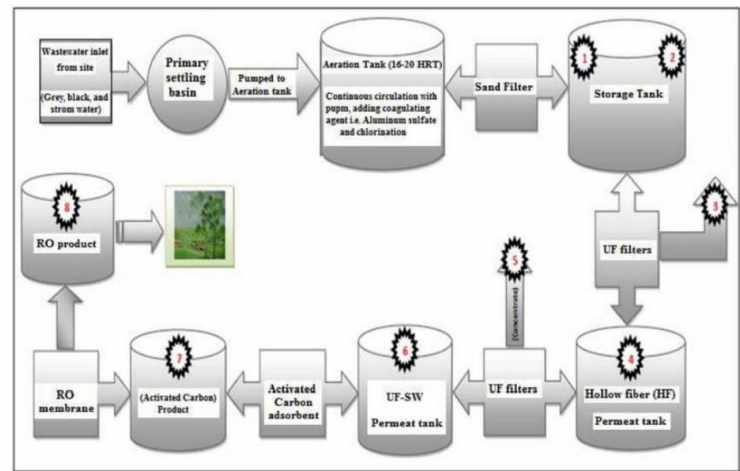 Wastewater inlet
from site
(Grey, black, and
strom water)
Primary
settling
basin
Pumped to
Aeration tank
Aeration Tank (16-20 HRT)
Continuous circulation with
pupm, adding coagulating
agent i.e. Aluminum sulfate
and chlorination
Sand Filter
1
2
Storage Tank
3
UF filters
4
Hollow fiber (HF)
Permeat tank
UF filters
5
(Concentrate)
6
UF-SW
Permeat tank
Activated
Carbon
adsorbent
7
(Activated Carbon)
Product
RO
membrane
8
RO product